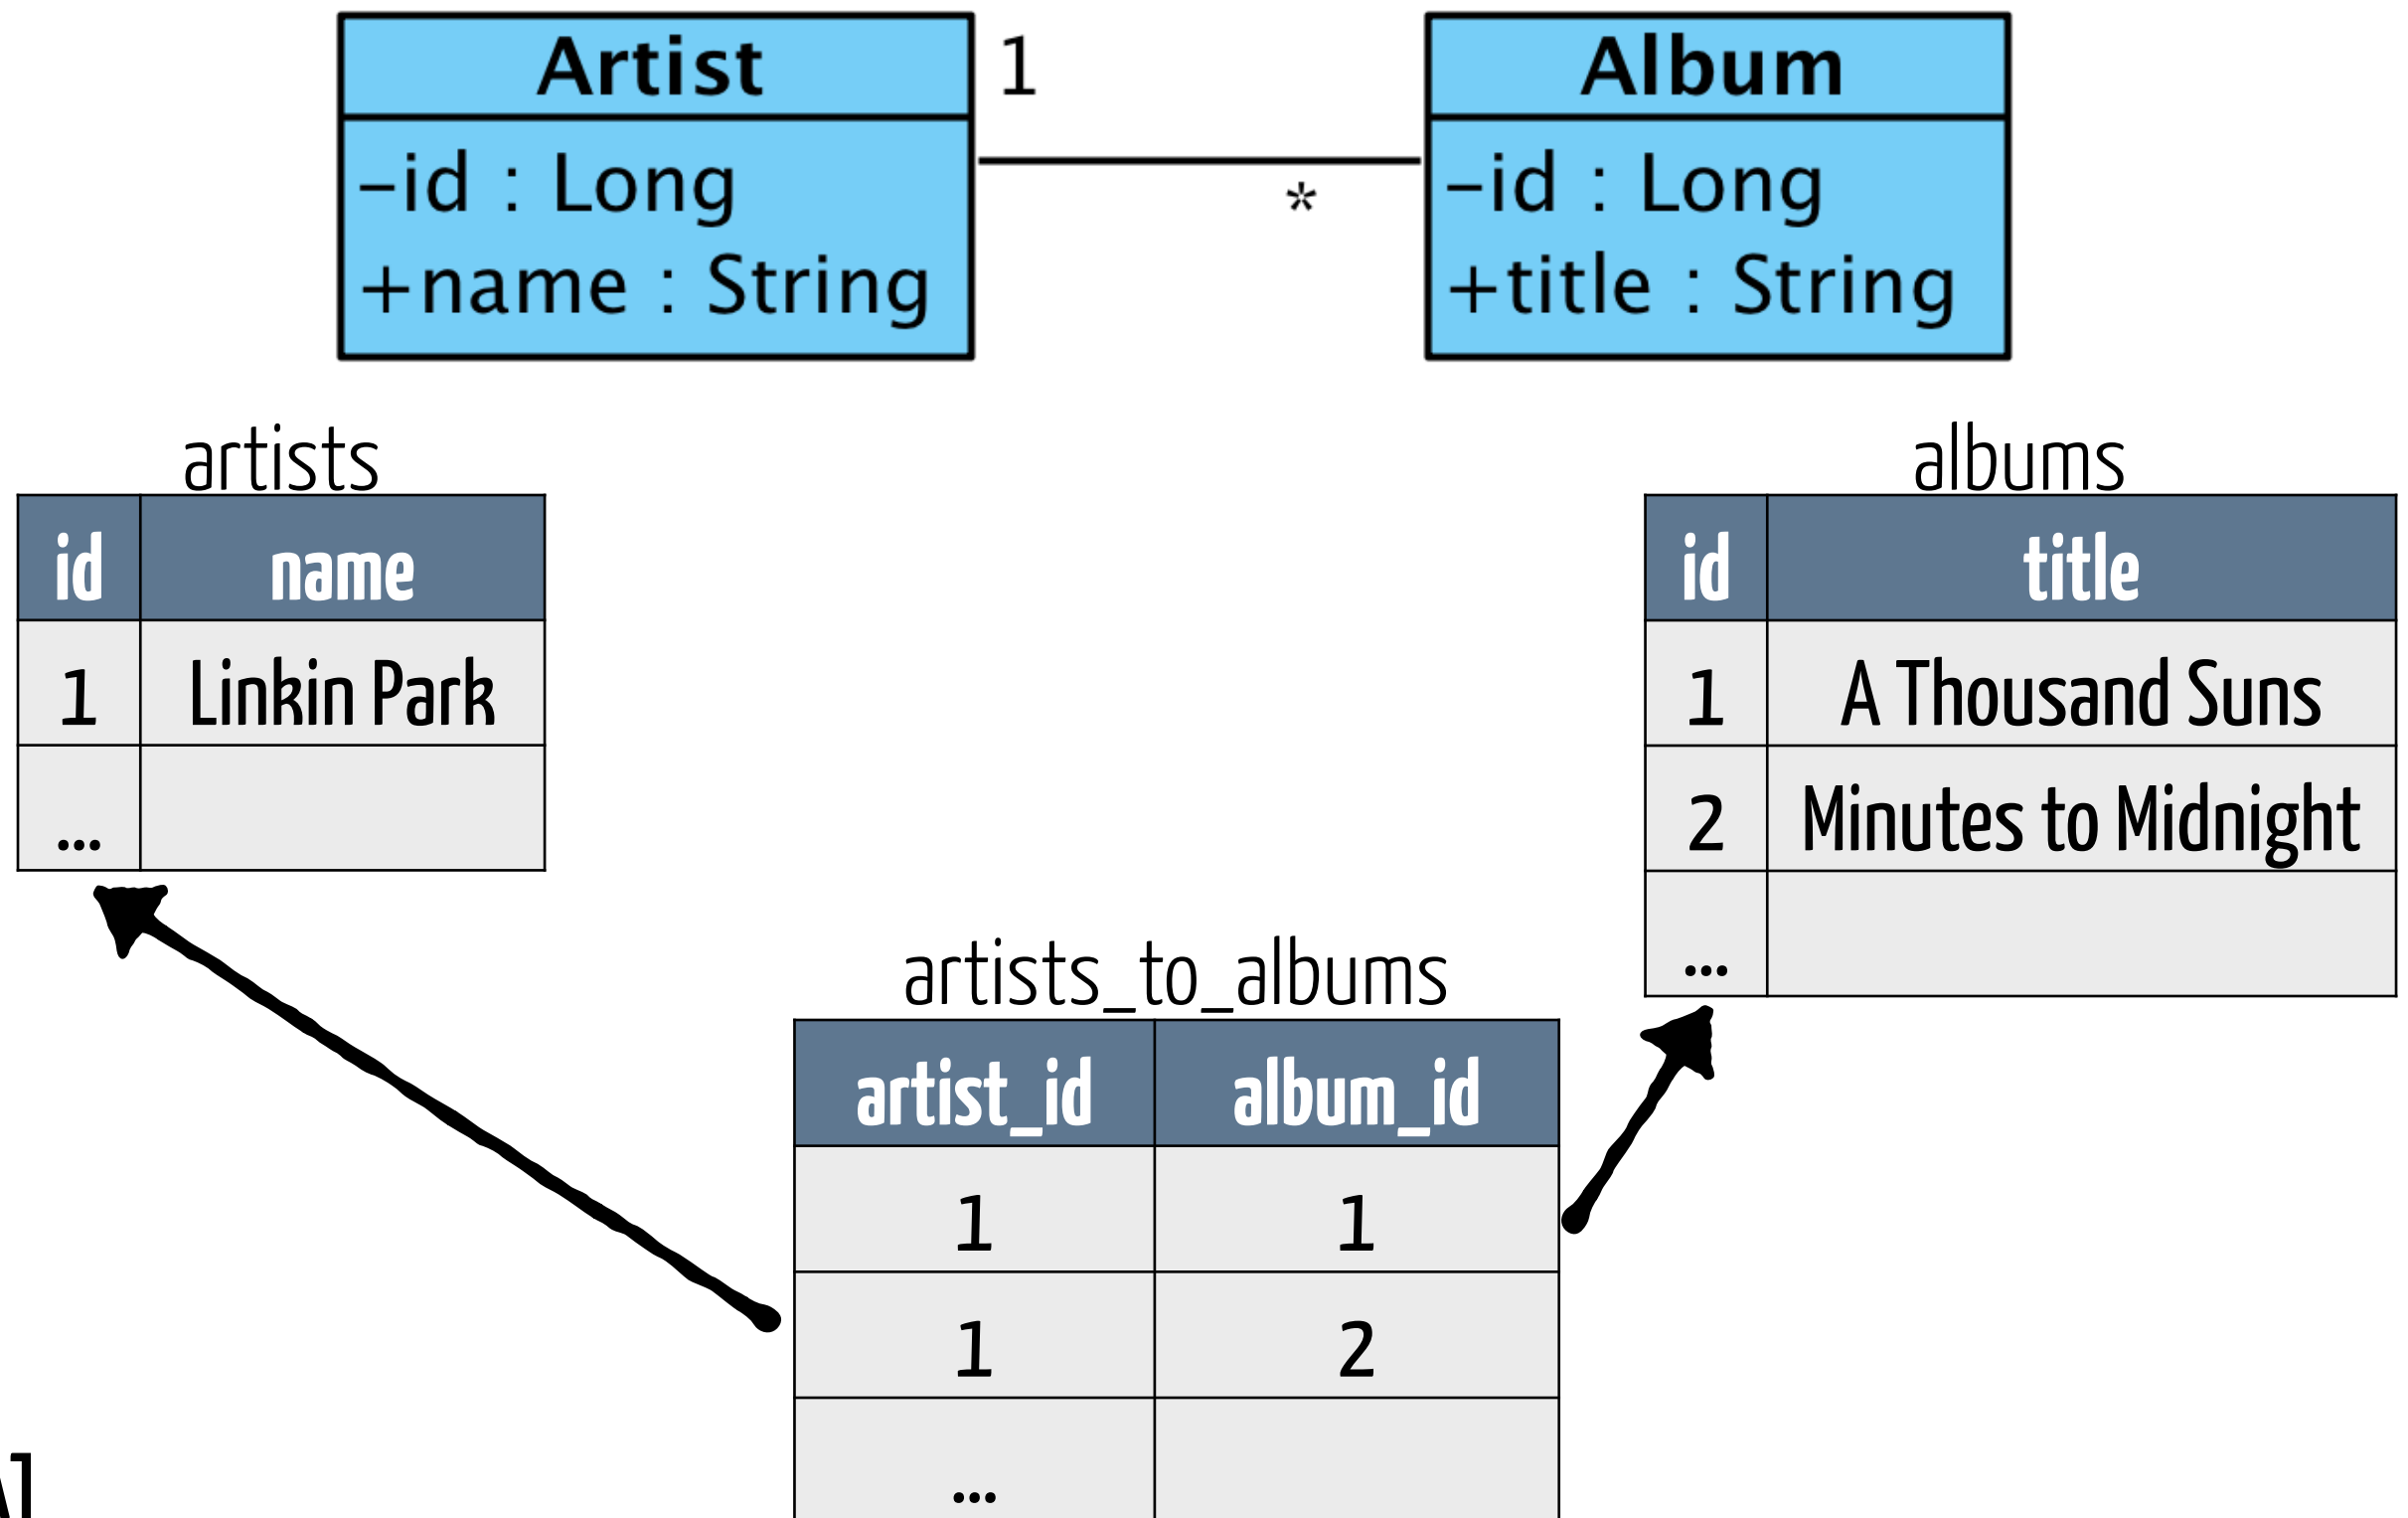 Artist
1
Album
-id : Long
-id : Long
*
+name : String
+title : String
artists
id name
1 Linkin Park
...
albums
id title
1 A Thousand Suns
2 Minutes to Midnight
...
artists_to_albums
artist_id album_id
1 1
1 2
...